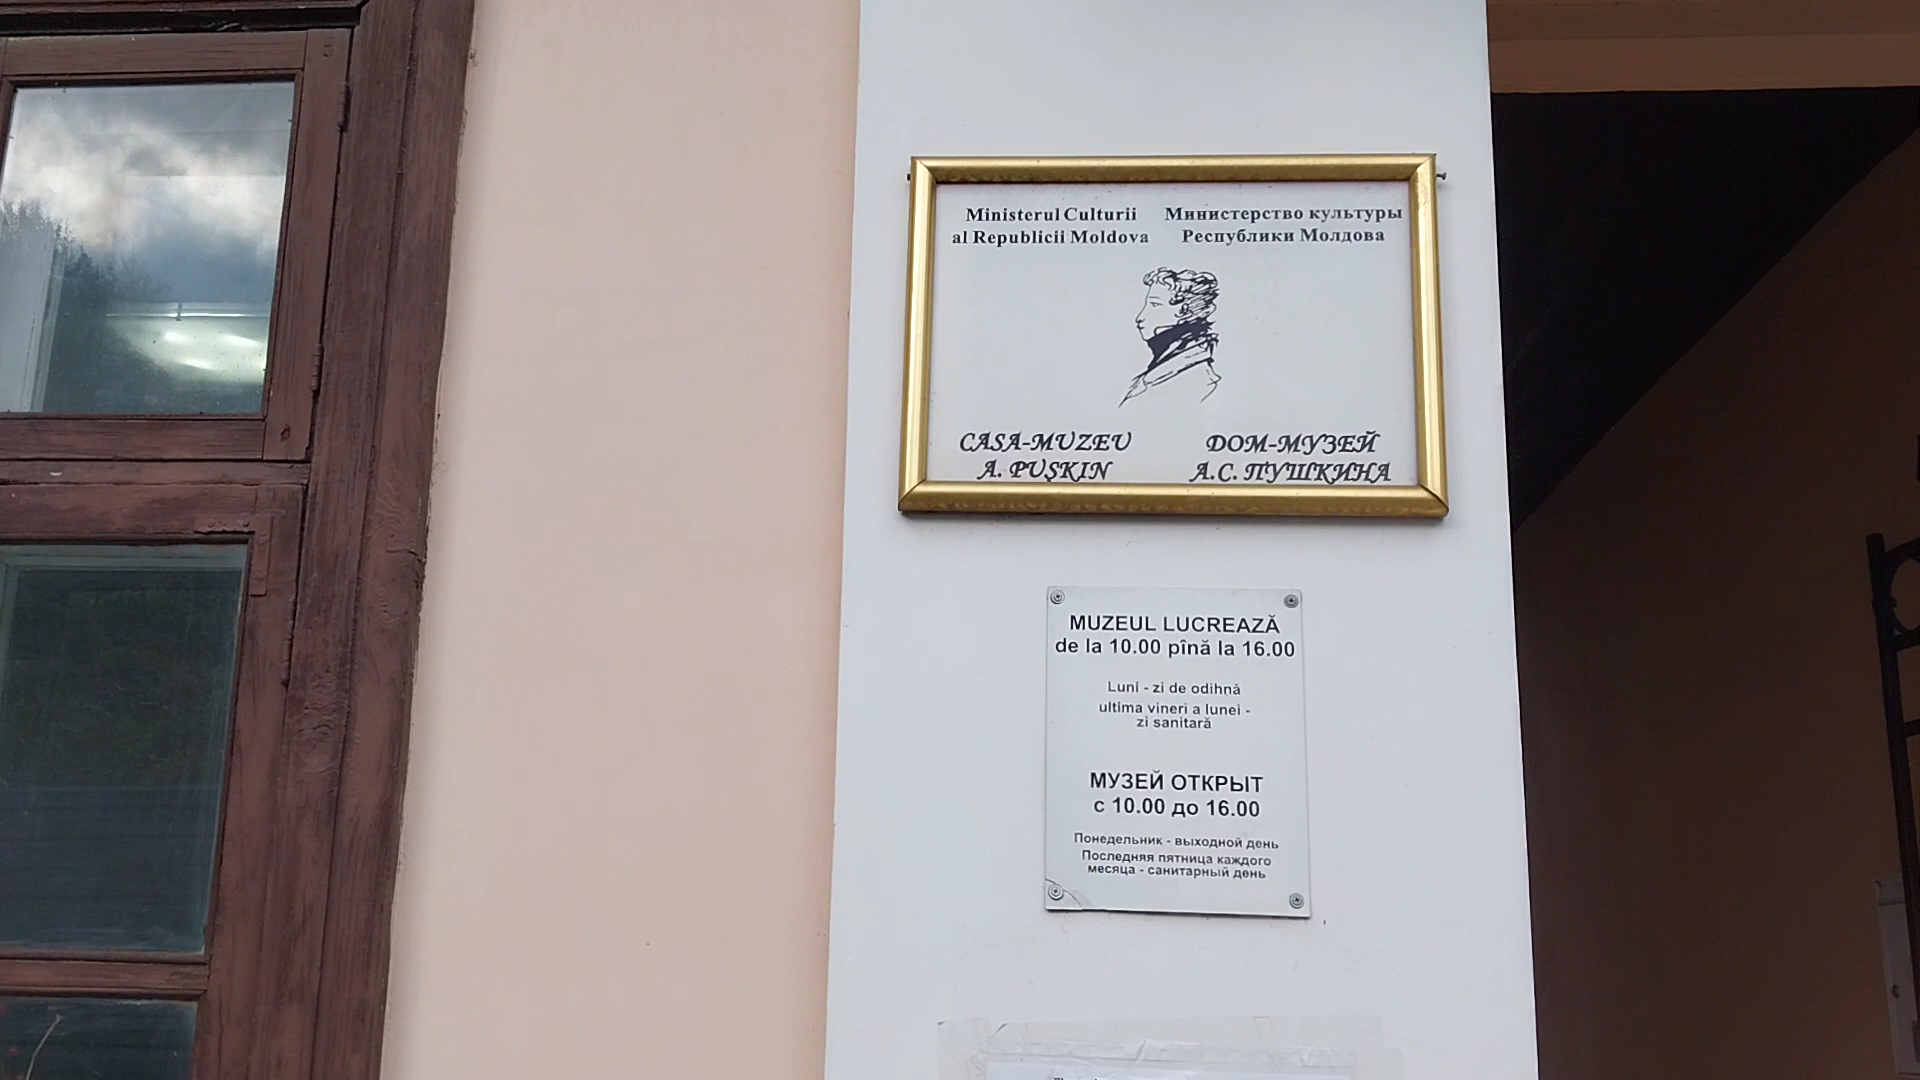 Ministerul Culturii
al Republicii Moldova
Министерство культуры
Республики Молдова
CASA-MUZEU
A. PUŞKIN
ДОМ-МУЗЕЙ
А.С. ПУШКИНА
MUZEUL LUCREAZĂ
de la 10.00 pînă la 16.00
Luni - zi de odihnă
ultima vineri a lunei -
zi sanitară
МУЗЕЙ ОТКРЫТ
с 10.00 до 16.00
Понедельник - выходной день
Последняя пятница каждого
месяца - санитарный день